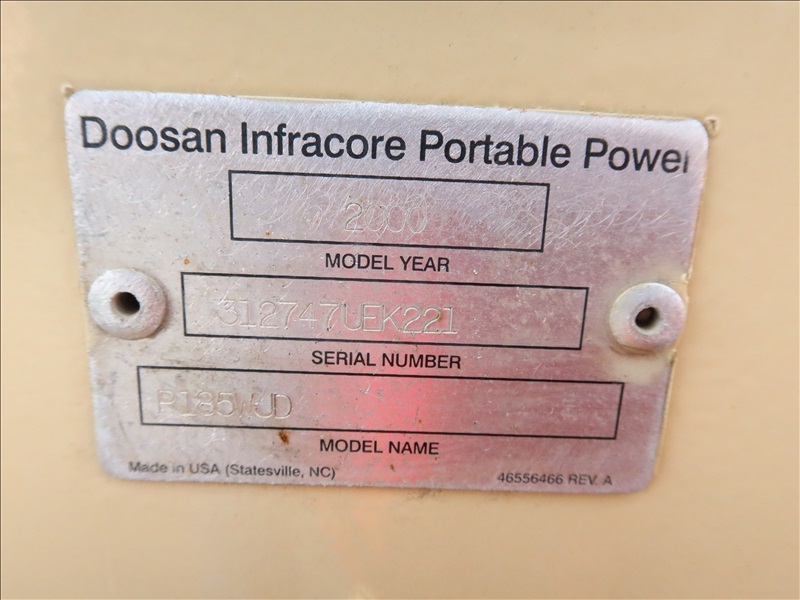 Doosan Infracore Portable Power
2000
MODEL YEAR
312747UEK221
SERIAL NUMBER
P185WJD
MODEL NAME
Made in USA (Statesville, NC)
46556466 REV. A